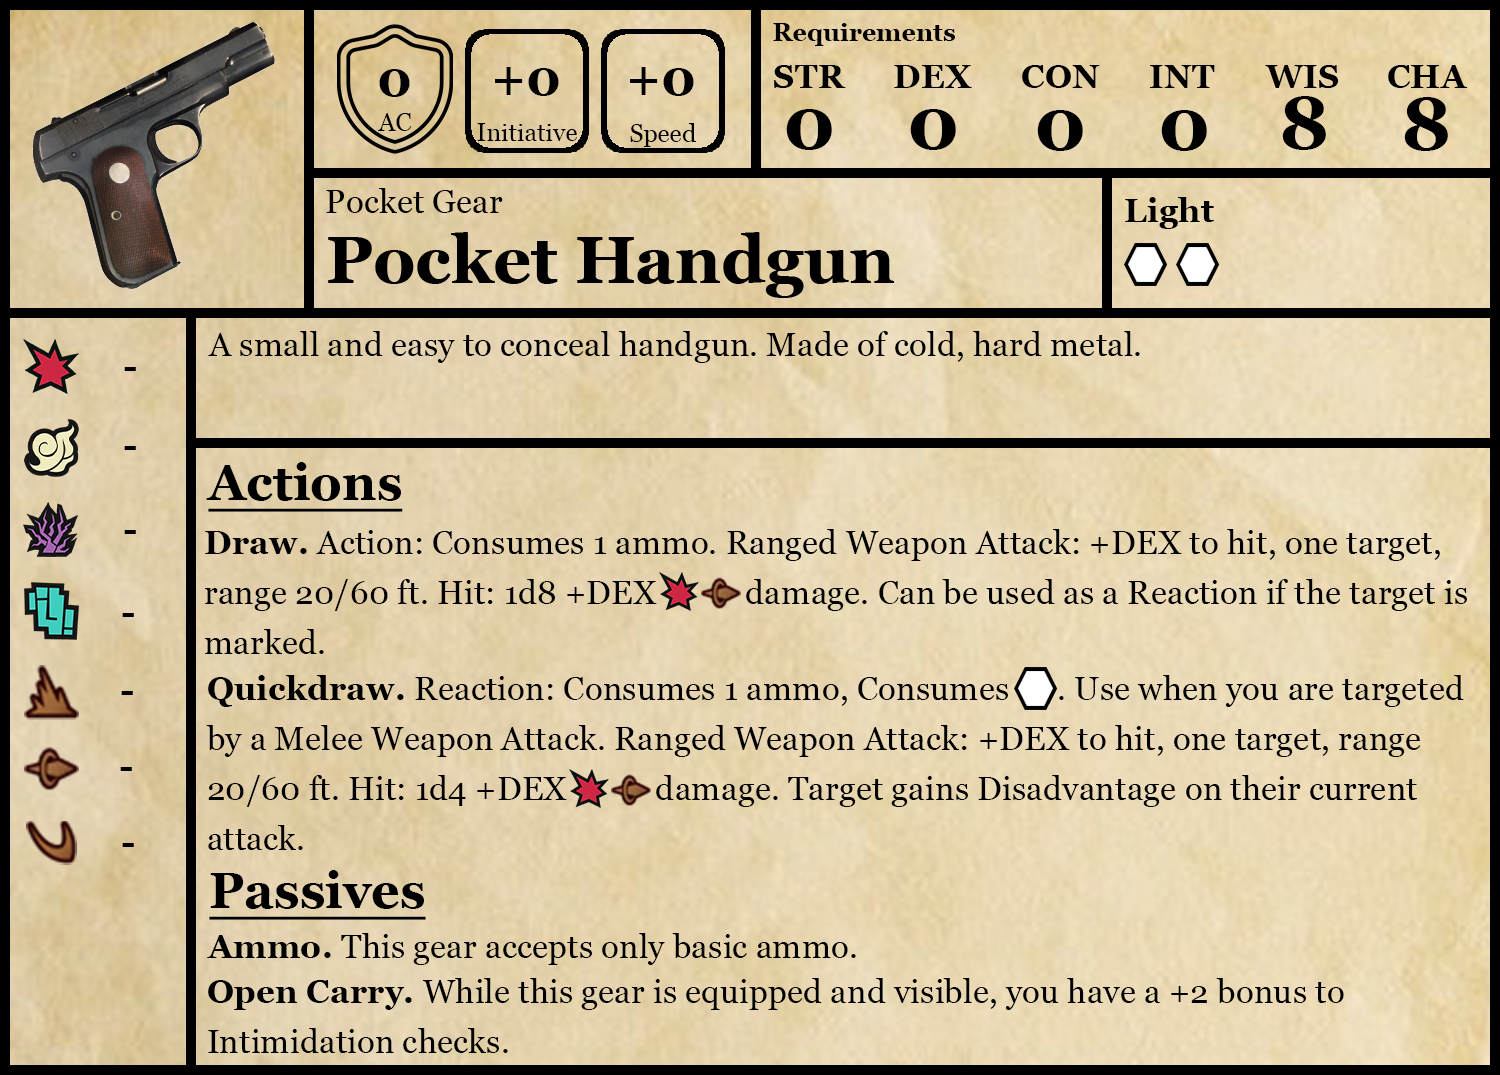 0
AC
+0
Initiative
+0
Speed
Requirements
STR DEX CON INT WIS CHA
0 0 0 0 8 8
Pocket Gear
Pocket Handgun
Light
A small and easy to conceal handgun. Made of cold, hard metal.
-
-
-
-
-
-
-
Actions
Draw. Action: Consumes 1 ammo. Ranged Weapon Attack: +DEX to hit, one target,
range 20/60 ft. Hit: 1d8 +DEX damage. Can be used as a Reaction if the target is
marked.
Quickdraw. Reaction: Consumes 1 ammo, Consumes . Use when you are targeted
by a Melee Weapon Attack. Ranged Weapon Attack: +DEX to hit, one target, range
20/60 ft. Hit: 1d4 +DEX damage. Target gains Disadvantage on their current
attack.
Passives
Ammo. This gear accepts only basic ammo.
Open Carry. While this gear is equipped and visible, you have a +2 bonus to
Intimidation checks.